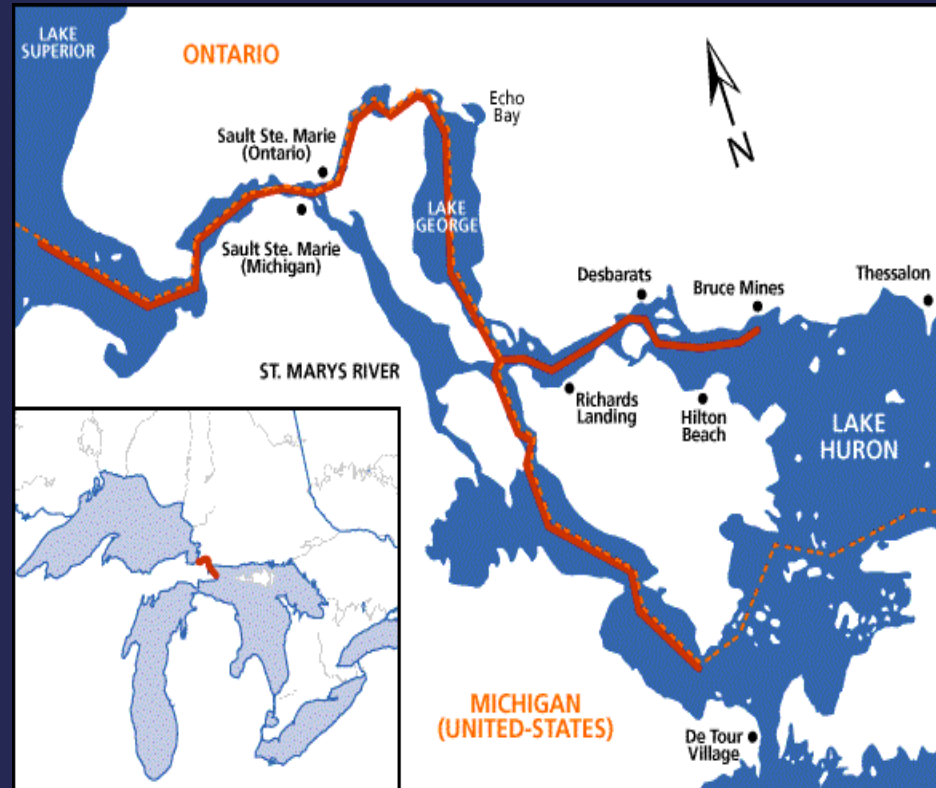 LAKE
SUPERIOR
ONTARIO
Echo
Bay
Sault Ste. Marie
(Ontario)
N
LAKE
GEORGE
Sault Ste. Marie
(Michigan)
Desbarats
Bruce Mines
Thessalon
ST. MARYS RIVER
Richards
Landing
Hilton
Beach
LAKE
HURON
MICHIGAN
(UNITED-STATES)
De Tour
Village